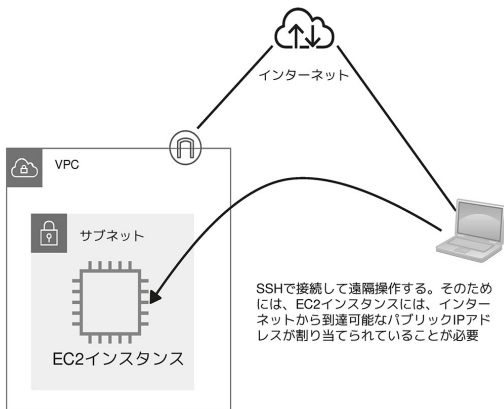 インターネット
VPC
サブネット
EC2インスタンス
SSHで接続して遠隔操作する。そのため
には、EC2インスタンスには、インター
ネットから到達可能なパブリックIPアド
レスが割り当てられていることが必要